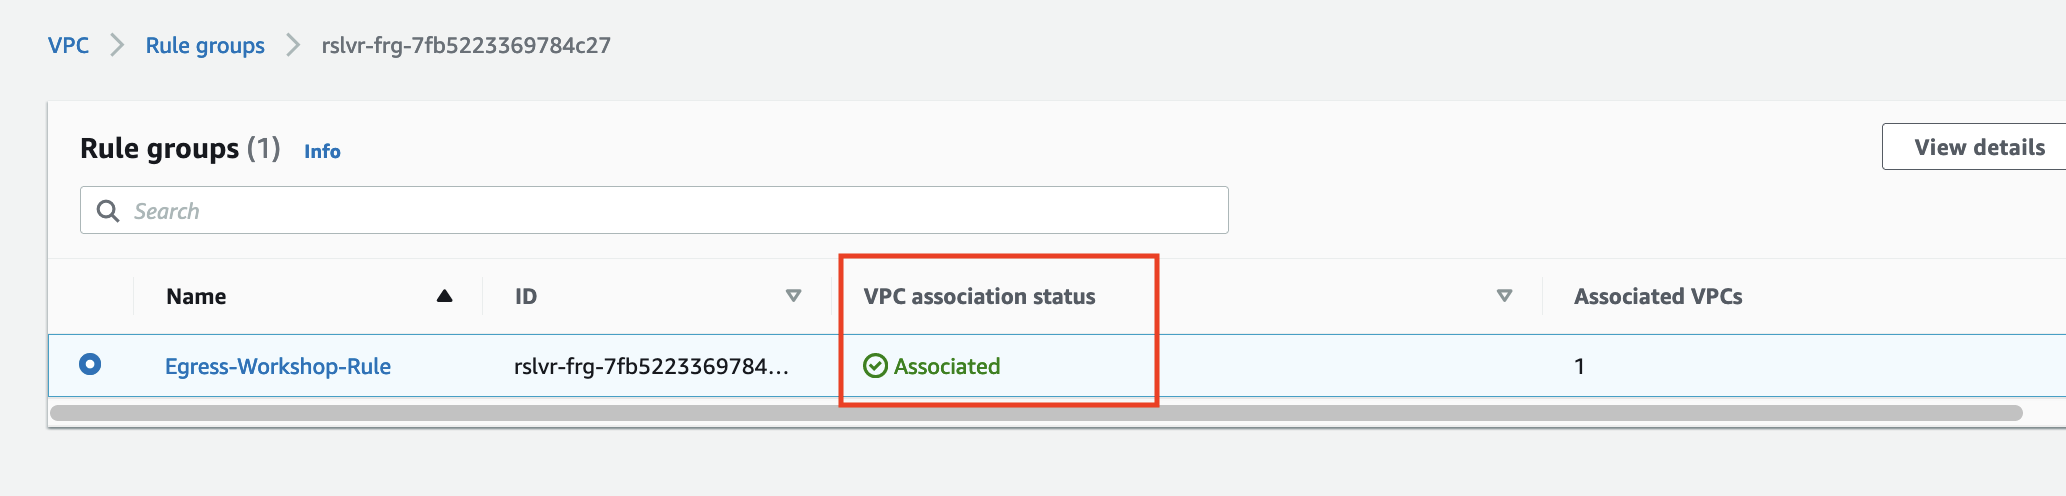 VPC > Rule groups > rslvr-frg-7fb5223369784c27
Rule groups (1) Info
View details
Search
Name ID VPC association status Associated VPCs
Egress-Workshop-Rule rslvr-frg-7fb5223369784... Associated 1